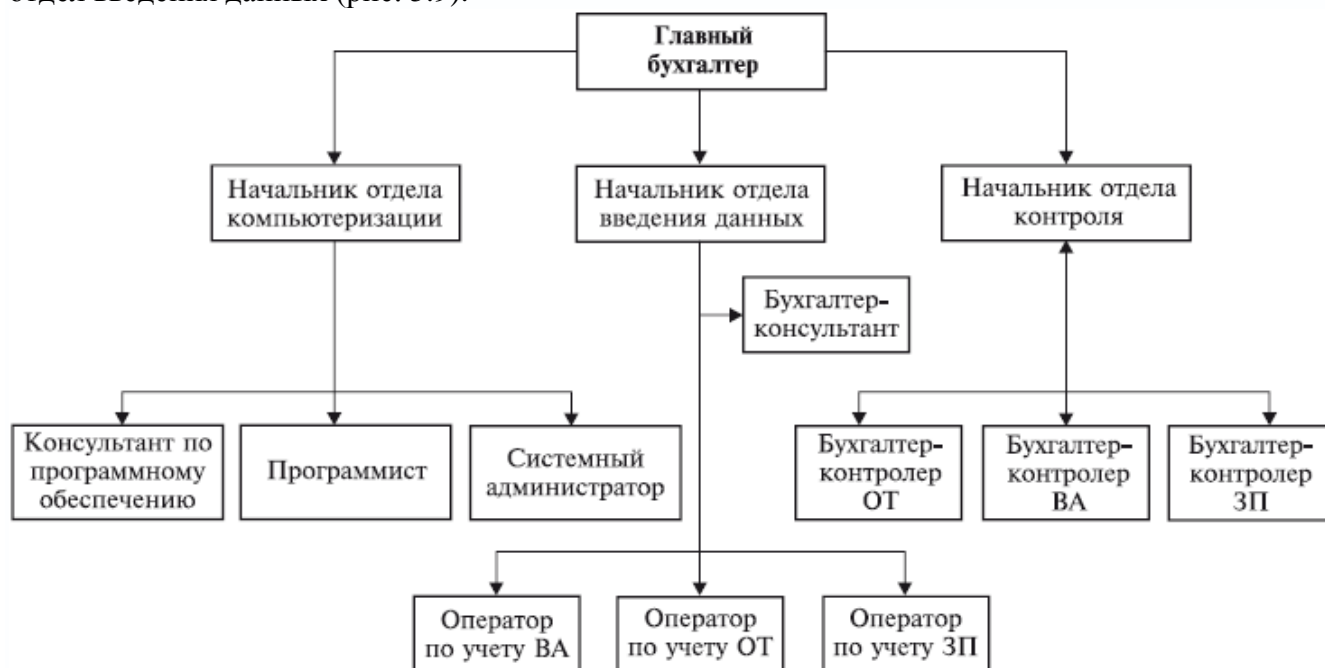 отдел введения данных (рис. 3.9).
Главный
бухгалтер
Начальник отдела
компьютеризации
Начальник отдела
введения данных
Начальник отдела
контроля
Бухгалтер-
консультант
Консультант по
программному
обеспечению
Программист
Системный
администратор
Бухгалтер-
контролер
ОТ
Бухгалтер-
контролер
ВА
Бухгалтер-
контролер
ЗП
Оператор
по учету ВА
Оператор
по учету ОТ
Оператор
по учету ЗП